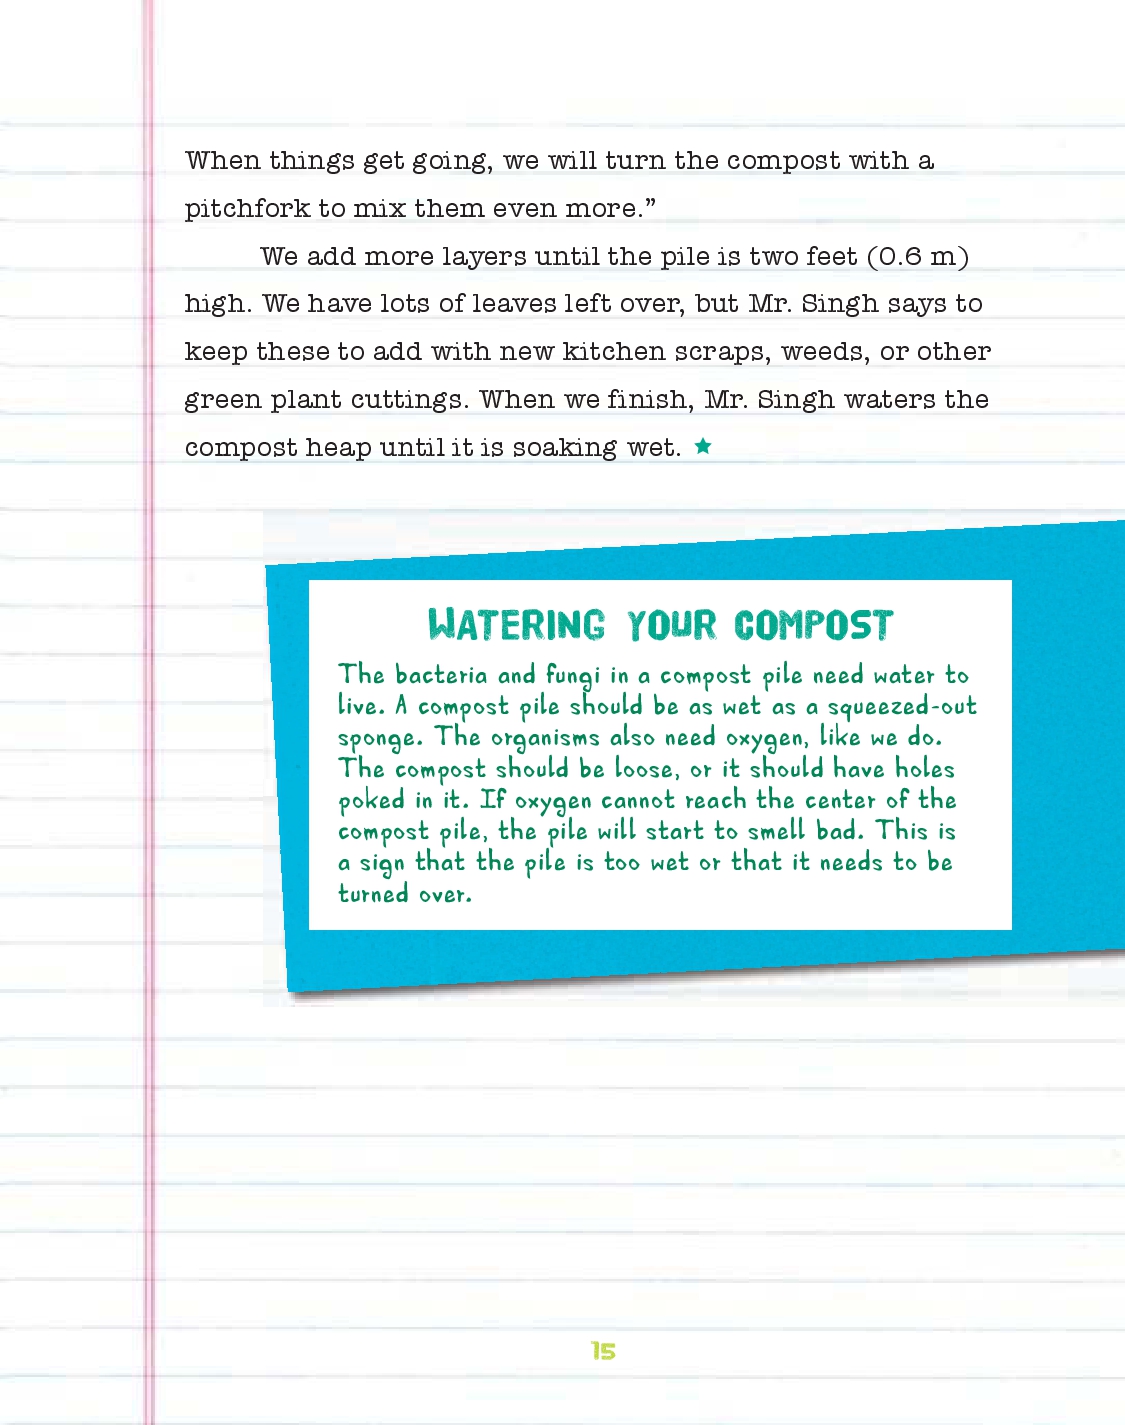 When things get going, we will turn the compost with a
pitchfork to mix them even more.”
We add more layers until the pile is two feet (0.6 m)
high. We have lots of leaves left over, but Mr. Singh says to
keep these to add with new kitchen scraps, weeds, or other
green plant cuttings. When we finish, Mr. Singh waters the
compost heap until it is soaking wet. ★
WATERING YOUR COMPOST
The bacteria and fungi in a compost pile need water to
live. A compost pile should be as wet as a squeezed-out
sponge. The organisms also need oxygen, like we do.
The compost should be loose, or it should have holes
poked in it. If oxygen cannot reach the center of the
compost pile, the pile will start to smell bad. This is
a sign that the pile is too wet or that it needs to be
turned over.
15